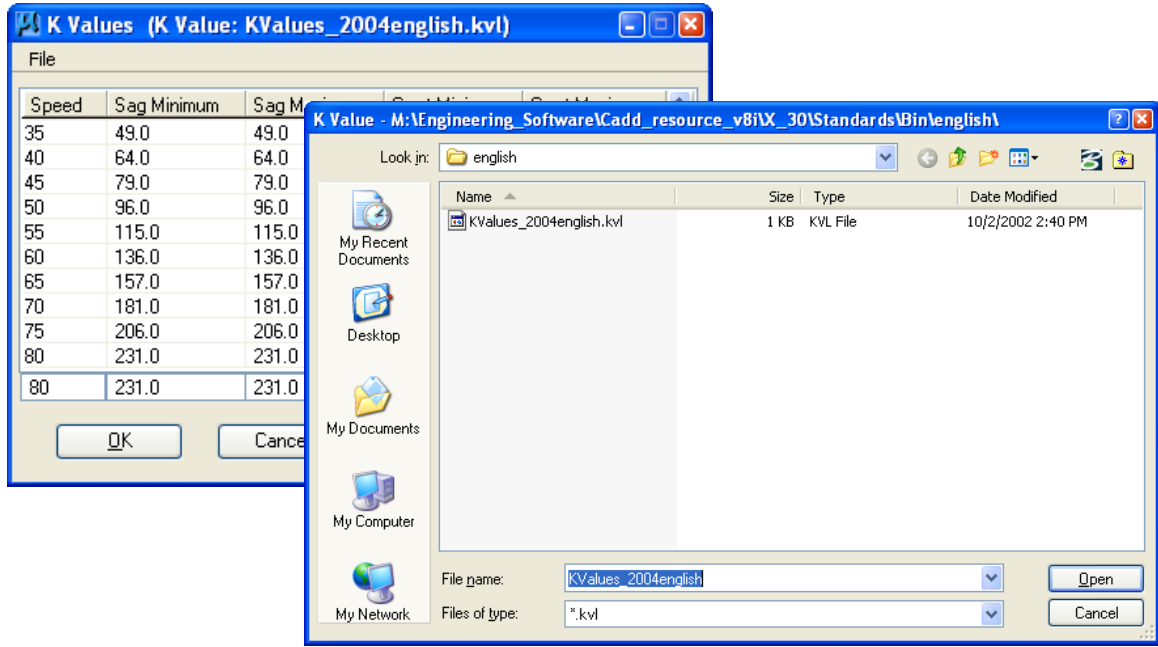 K Values (K Value: KValues_2004english.kvl)
File
Speed Sag Minimum Sag M
35 49.0 49.0
40 64.0 64.0
45 79.0 79.0
50 96.0 96.0
55 115.0 115.0
60 136.0 136.0
65 157.0 157.0
70 181.0 181.0
75 206.0 206.0
80 231.0 231.0
80 231.0 231.0
OK Cance
K Value - M:\Engineering_Software\Cadd_resource_v8i\X_30\Standards\Bin\english\
Look in: english
Name Size Type Date Modified
KValues_2004english.kvl 1 KB KVL File 10/2/2002 2:40 PM
My Recent
Documents
Desktop
My Documents
My Computer
My Network
File name: KValues_2004english Open
Files of type: *.kvl Cancel